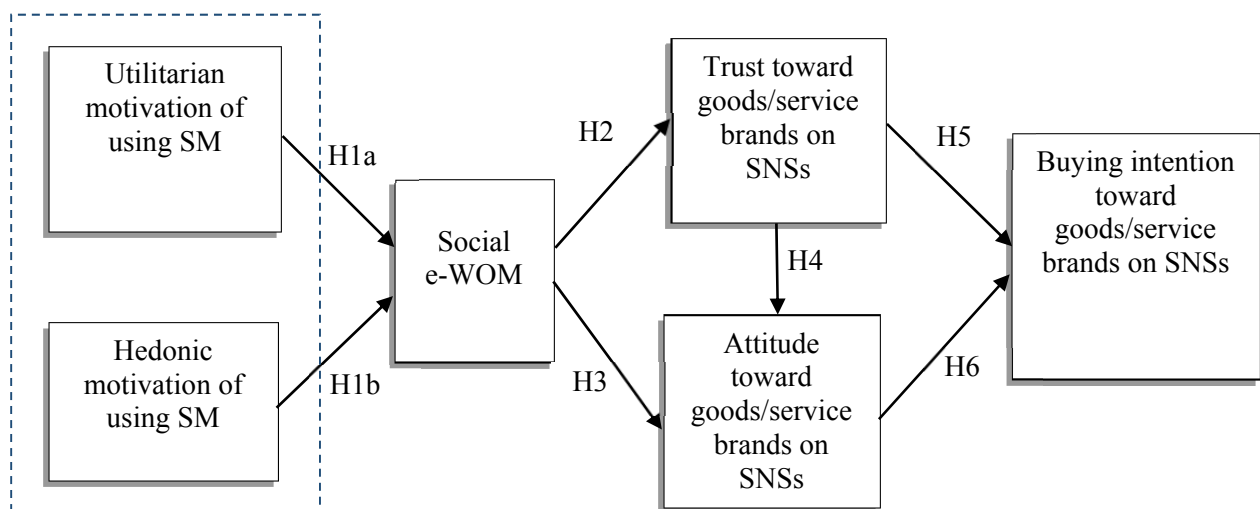 Utilitarian
motivation of
using SM
H1a
Hedonic
motivation of
using SM
H1b
Social
e-WOM
H2
H3
Trust toward
goods/service
brands on
SNSs
H4
Attitude
toward
goods/service
brands on
SNSs
H5
H6
Buying intention
toward
goods/service
brands on SNSs